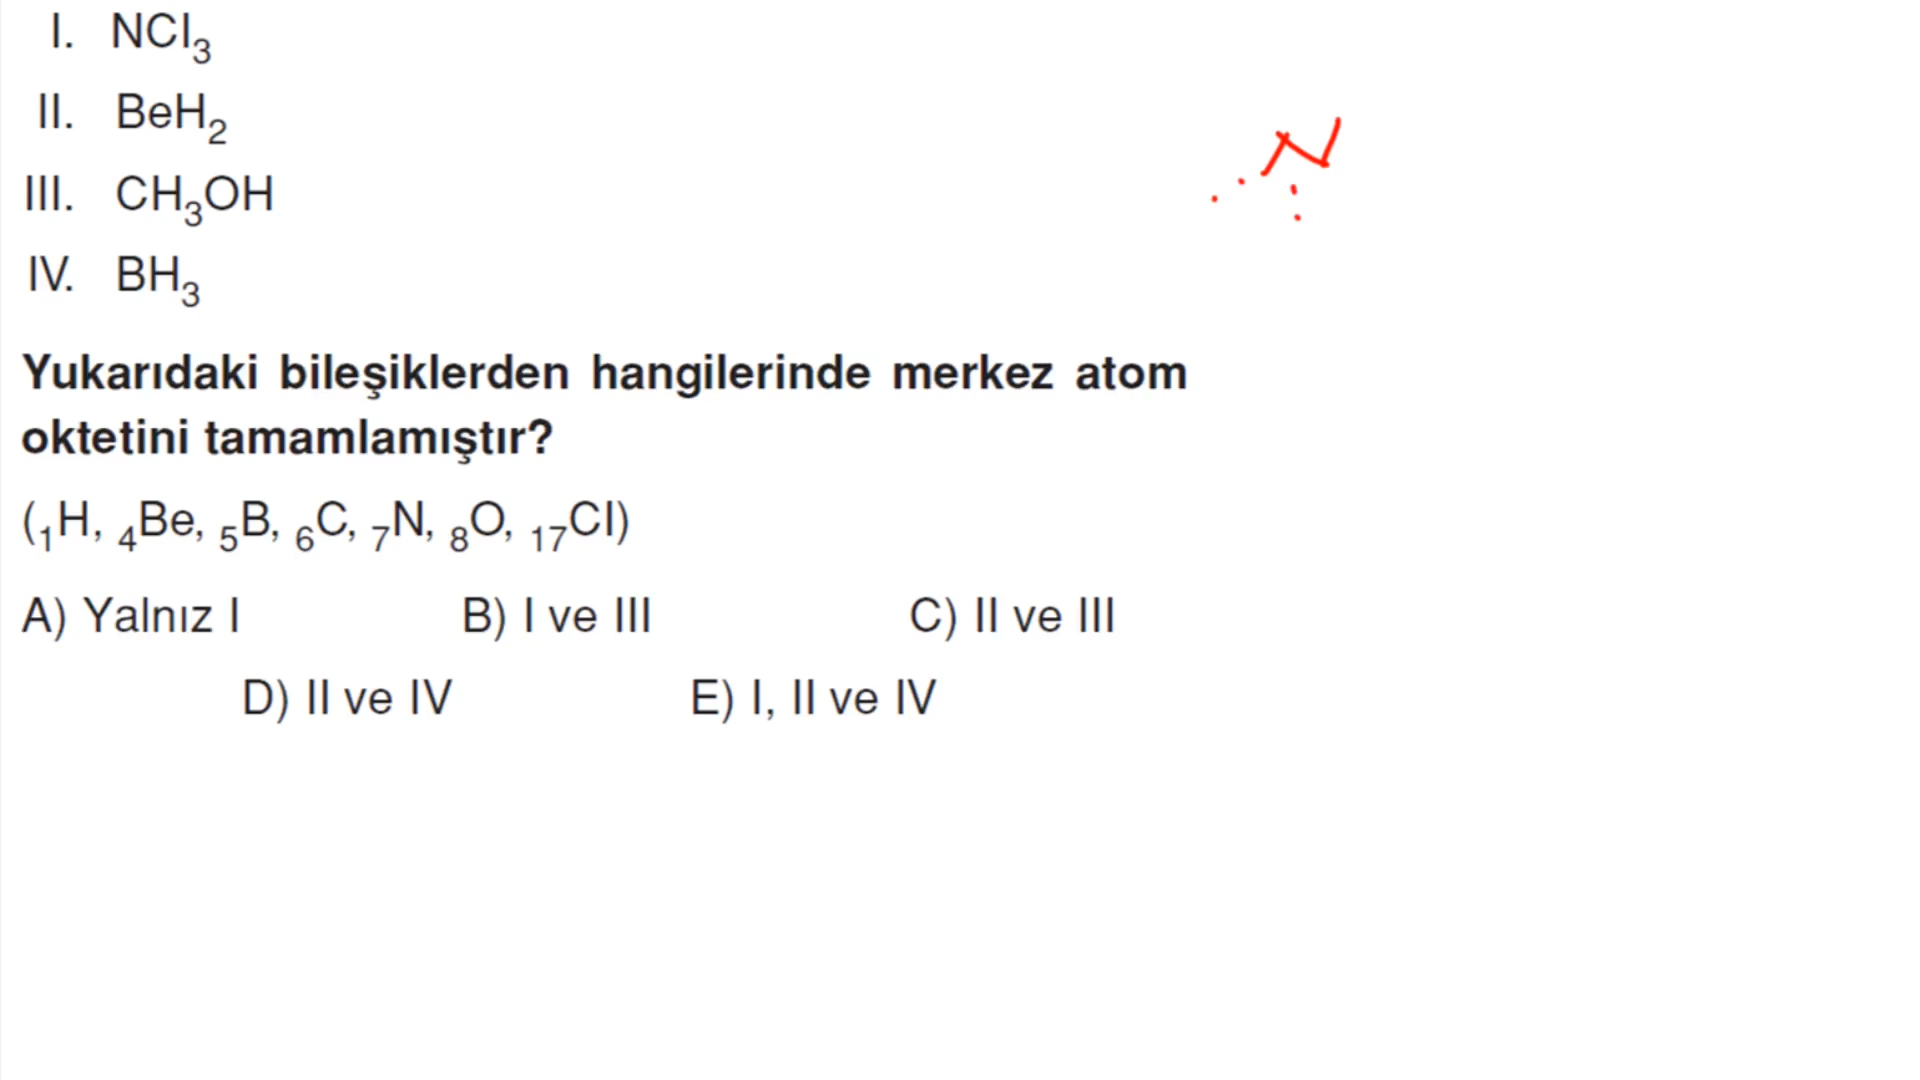 I. NCl₃
II. BeH₂
III. CH₃OH
IV. BH₃
N
Yukarıdaki bileşiklerden hangilerinde merkez atom
oktetini tamamlamıştır?
(₁H, ₄Be, ₅B, ₆C, ₇N, ₈O, ₁₇Cl)
A) Yalnız I B) I ve III C) II ve III
D) II ve IV E) I, II ve IV